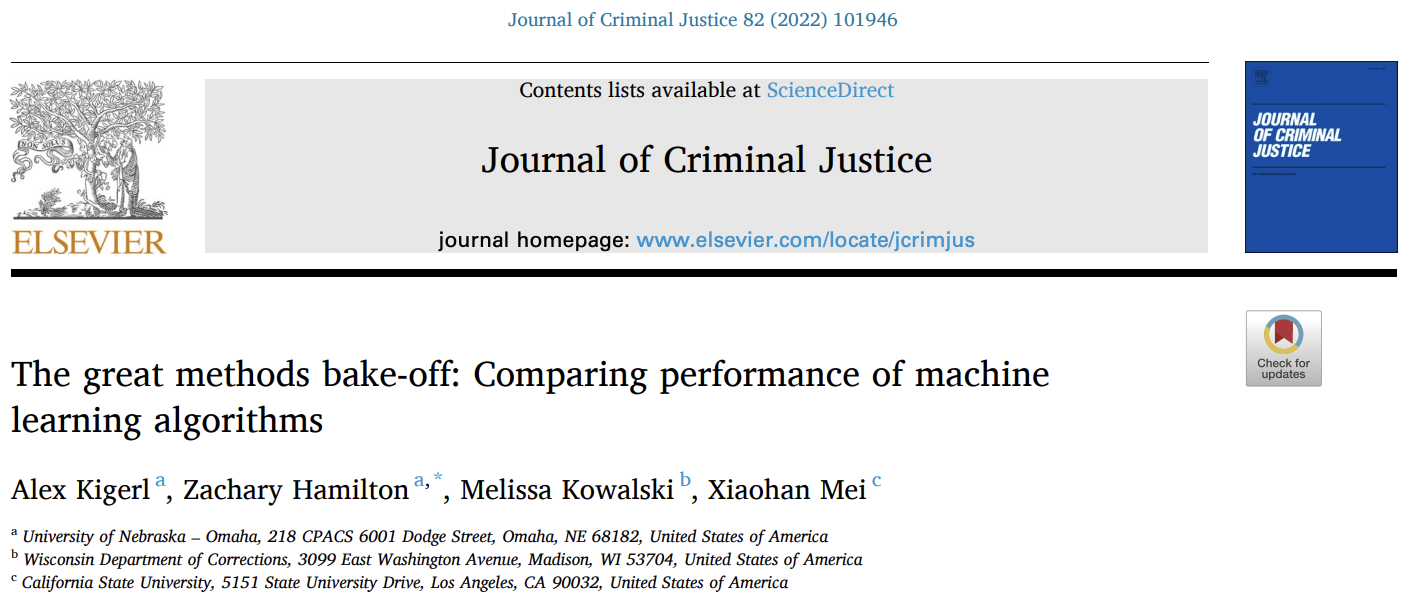 Journal of Criminal Justice 82 (2022) 101946
Contents lists available at ScienceDirect
Journal of Criminal Justice
journal homepage: www.elsevier.com/locate/jcrimjus
NON SOLUS
ELSEVIER
JOURNAL
OF CRIMINAL
JUSTICE
Check for
updates
The great methods bake-off: Comparing performance of machine
learning algorithms
Alex Kigerl a, Zachary Hamilton a,*, Melissa Kowalski b, Xiaohan Mei c
a University of Nebraska – Omaha, 218 CPACS 6001 Dodge Street, Omaha, NE 68182, United States of America
b Wisconsin Department of Corrections, 3099 East Washington Avenue, Madison, WI 53704, United States of America
c California State University, 5151 State University Drive, Los Angeles, CA 90032, United States of America